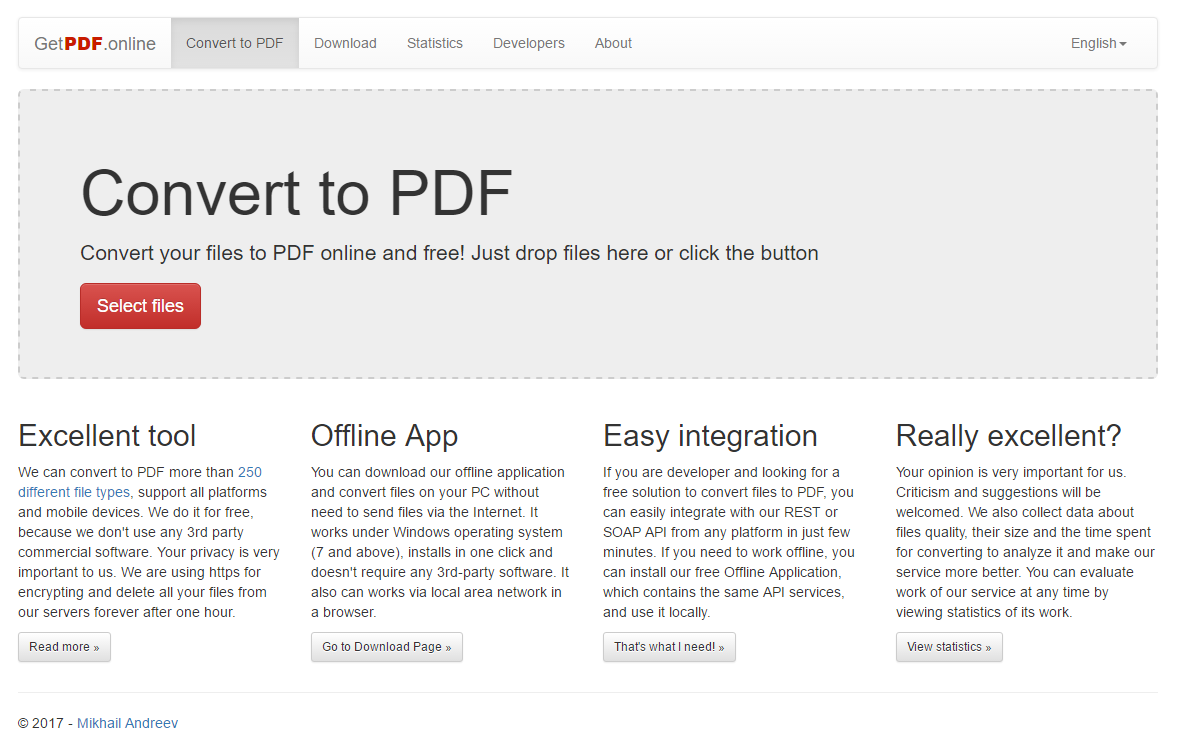 GetPDF.online Convert to PDF Download Statistics Developers About English
Convert to PDF
Convert your files to PDF online and free! Just drop files here or click the button
Select files
Excellent tool
We can convert to PDF more than 250
different file types, support all platforms
and mobile devices. We do it for free,
because we don't use any 3rd party
commercial software. Your privacy is very
important to us. We are using https for
encrypting and delete all your files from
our servers forever after one hour.
Read more »
Offline App
You can download our offline application
and convert files on your PC without
need to send files via the Internet. It
works under Windows operating system
(7 and above), installs in one click and
doesn't require any 3rd-party software. It
also can works via local area network in
a browser.
Go to Download Page »
Easy integration
If you are developer and looking for a
free solution to convert files to PDF, you
can easily integrate with our REST or
SOAP API from any platform in just few
minutes. If you need to work offline, you
can install our free Offline Application,
which contains the same API services,
and use it locally.
That's what I need! »
Really excellent?
Your opinion is very important for us.
Criticism and suggestions will be
welcomed. We also collect data about
files quality, their size and the time spent
for converting to analyze it and make our
service more better. You can evaluate
work of our service at any time by
viewing statistics of its work.
View statistics »
© 2017 - Mikhail Andreev